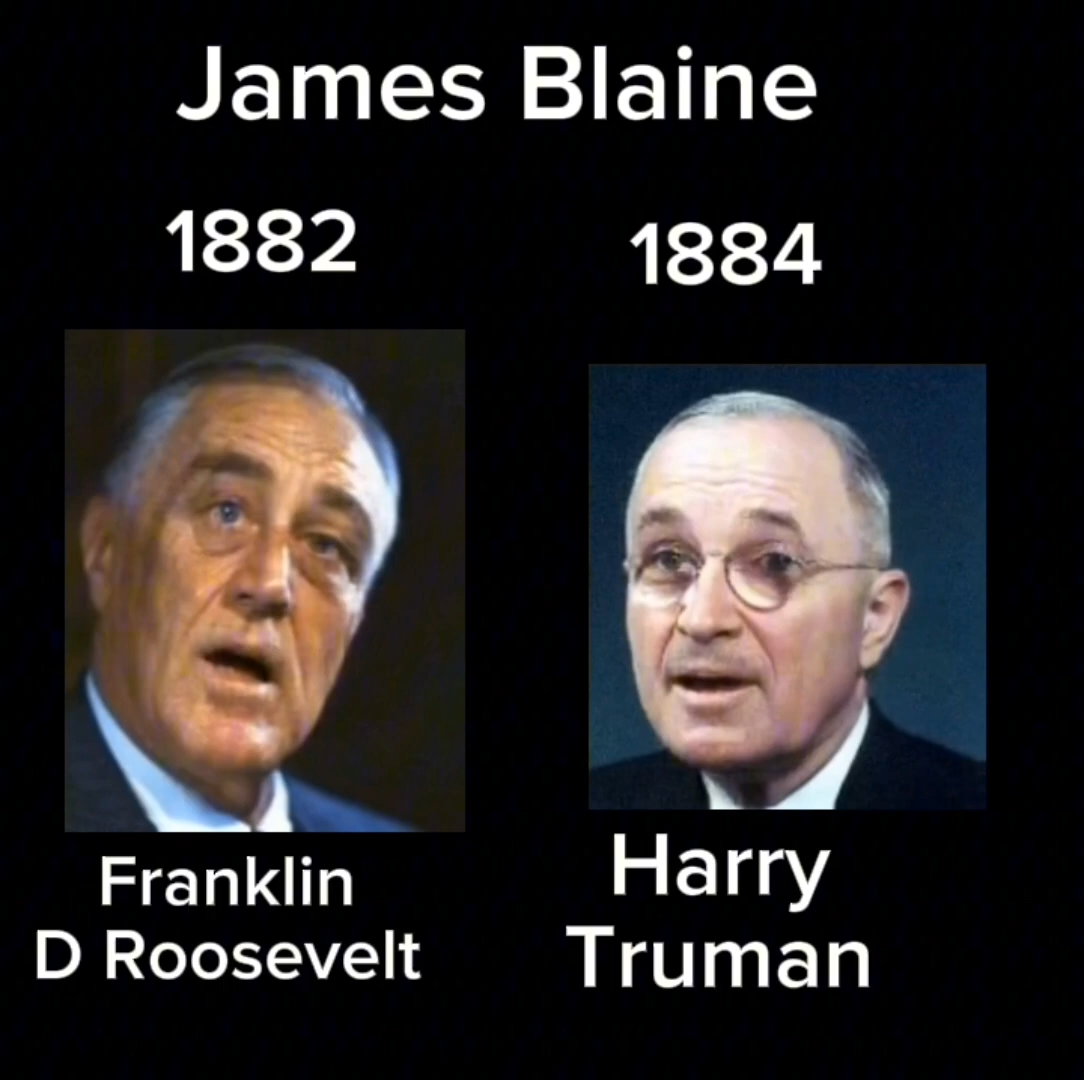 James Blaine
1882
1884
Franklin
D Roosevelt
Harry
Truman